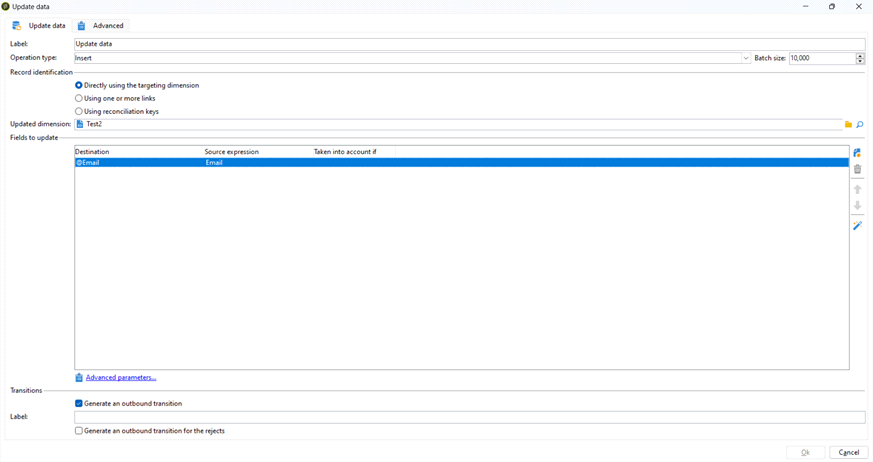 Update data
Update data Advanced
Label: Update data
Operation type: Insert Batch size: 10,000
Record identification
Directly using the targeting dimension
Using one or more links
Using reconciliation keys
Updated dimension: Test2
Fields to update
Destination Source expression Taken into account if
@Email Email
Advanced parameters...
Transitions
Generate an outbound transition
Label:
Generate an outbound transition for the rejects
Ok Cancel